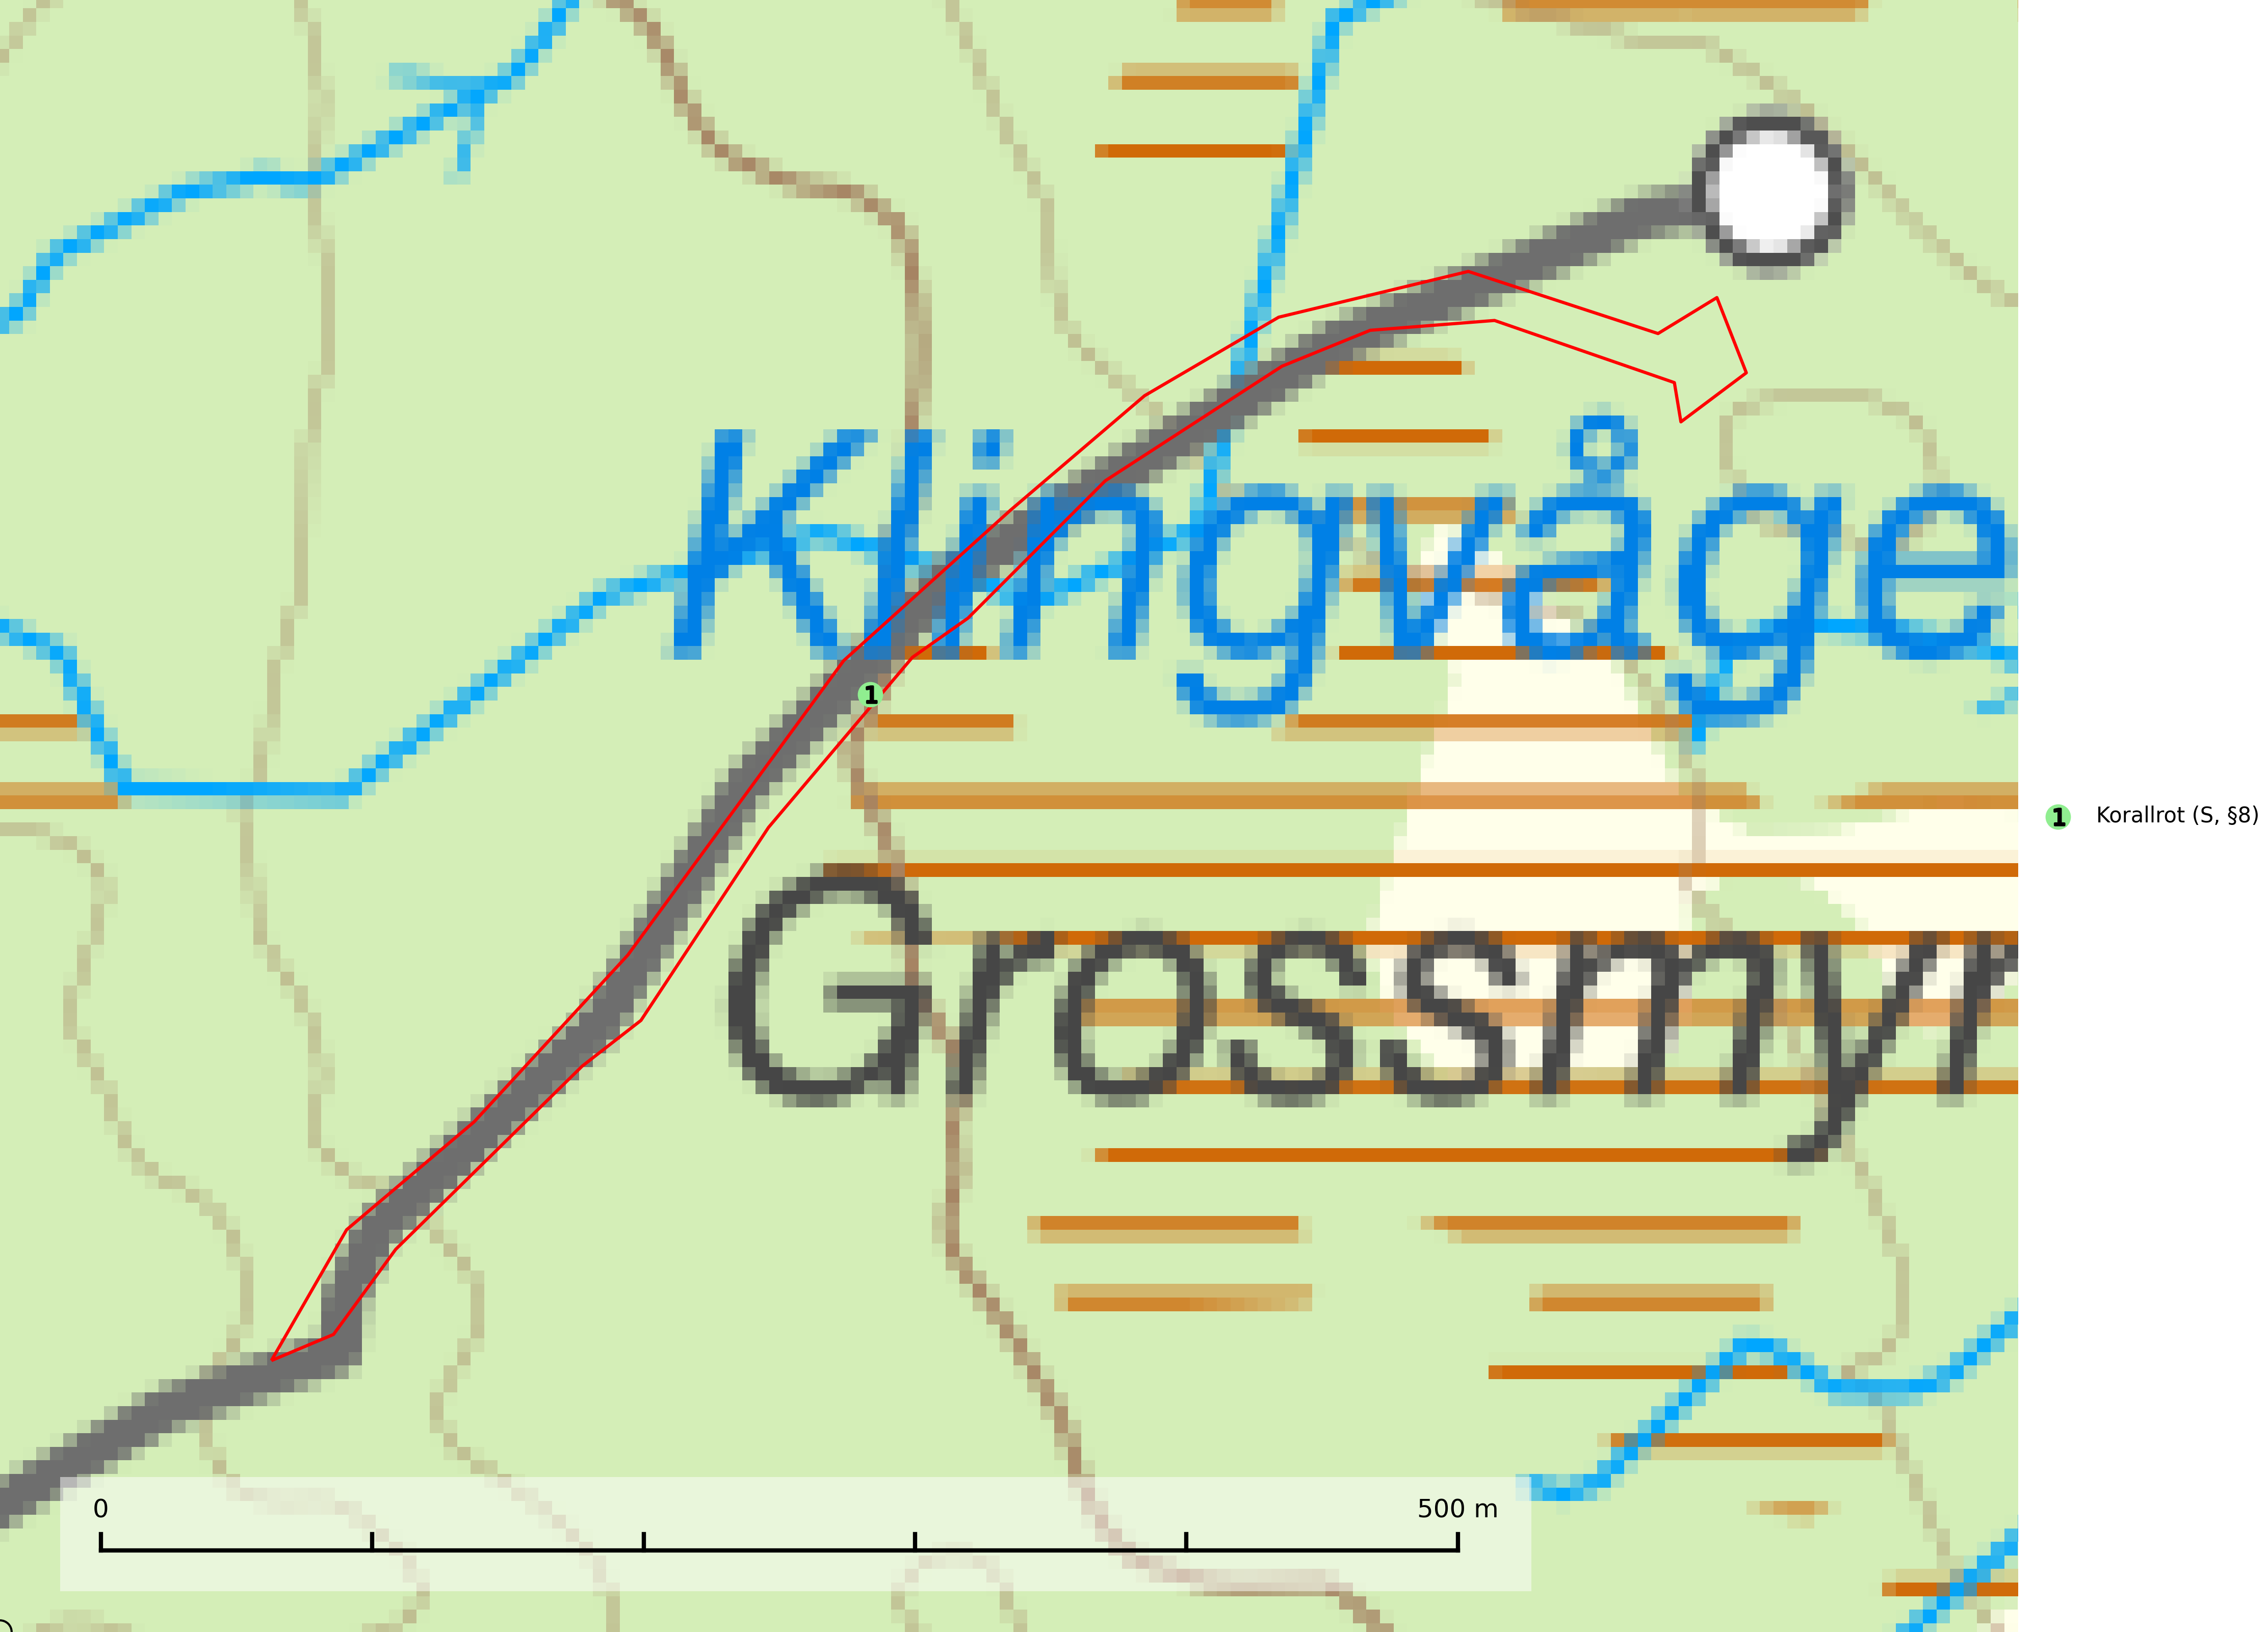 Klingvåge
1
1 Korallrot (S, §8)
Grossmyr
0 500 m